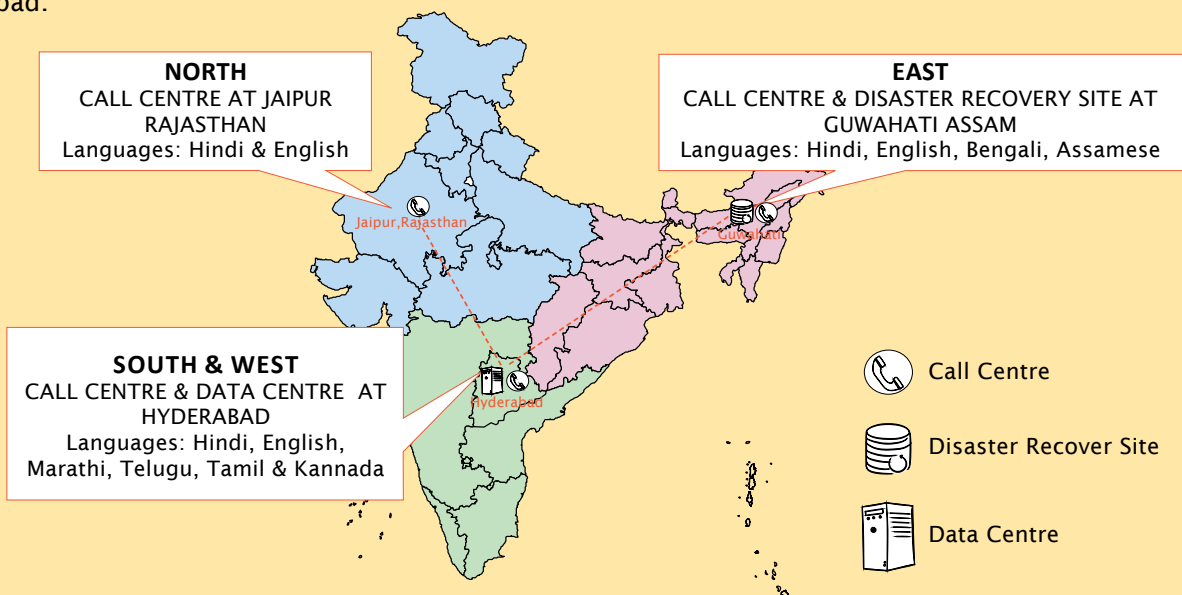 NORTH
CALL CENTRE AT JAIPUR
RAJASTHAN
Languages: Hindi & English
EAST
CALL CENTRE & DISASTER RECOVERY SITE AT
GUWAHATI ASSAM
Languages: Hindi, English, Bengali, Assamese
Jaipur,Rajasthan
Guwahati
SOUTH & WEST
CALL CENTRE & DATA CENTRE AT
HYDERABAD
Languages: Hindi, English,
Marathi, Telugu, Tamil & Kannada
Hyderabad
Call Centre
Disaster Recover Site
Data Centre